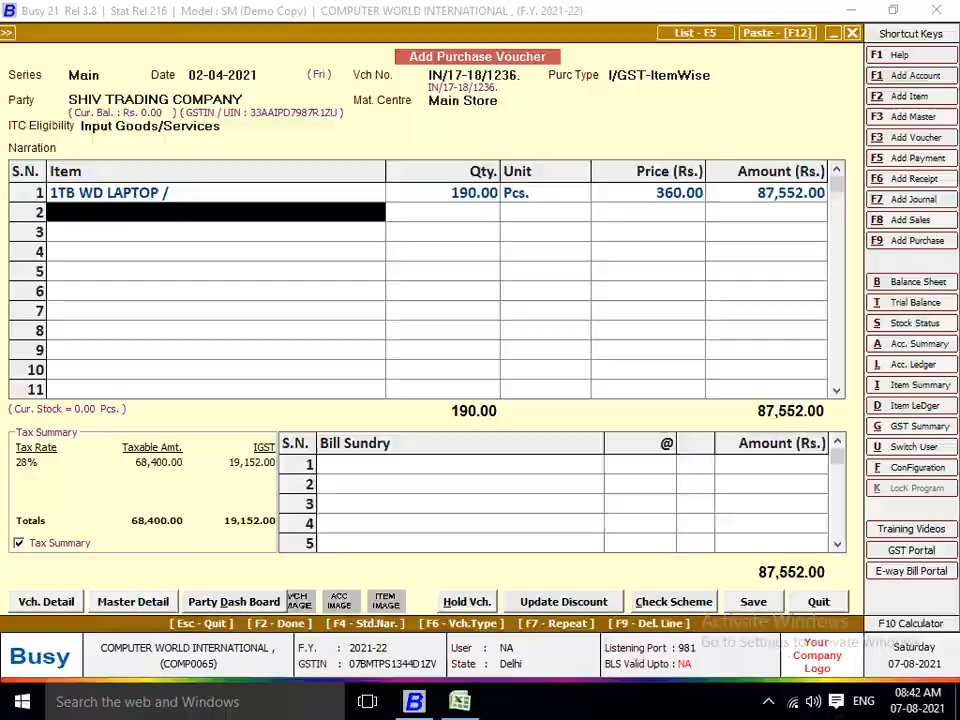 Busy 21 Rel 3.8 | Stat Rel 216 | Model : SM (Demo Copy) | COMPUTER WORLD INTERNATIONAL , (F.Y. 2021-22)
>> List - F5 Paste - [F12] Shortcut Keys
Add Purchase Voucher
Series Main Date 02-04-2021 (Fri) Vch No. IN/17-18/1236. Purc Type I/GST-ItemWise
IN/17-18/1236.
Party SHIV TRADING COMPANY Mat. Centre Main Store
( Cur. Bal. : Rs. 0.00 ) ( GSTIN / UIN : 33AAIPD7987R1ZU )
ITC Eligibility Input Goods/Services
Narration
S.N. Item Qty. Unit Price (Rs.) Amount (Rs.)
1 1TB WD LAPTOP / 190.00 Pcs. 360.00 87,552.00
2
3
4
5
6
7
8
9
10
11
( Cur. Stock = 0.00 Pcs. ) 190.00 87,552.00
Tax Summary
Tax Rate Taxable Amt. IGST
28% 68,400.00 19,152.00
Totals 68,400.00 19,152.00
Tax Summary
S.N. Bill Sundry @ Amount (Rs.)
1
2
3
4
5
87,552.00
Vch. Detail Master Detail Party Dash Board VCH IMAGE ACC IMAGE ITEM IMAGE Hold Vch. Update Discount Check Scheme Save Quit
[ Esc - Quit ] [ F2 - Done ] [ F4 - Std.Nar. ] [ F6 - Vch.Type ] [ F7 - Repeat ] [ F9 - Del. Line ]
F1 Help
F1 Add Account
F2 Add Item
F3 Add Master
F3 Add Voucher
F5 Add Payment
F6 Add Receipt
F7 Add Journal
F8 Add Sales
F9 Add Purchase
B Balance Sheet
T Trial Balance
S Stock Status
A Acc. Summary
L Acc. Ledger
I Item Summary
D Item LeDger
G GST Summary
U Switch User
F ConFiguration
K LocK Program
Training Videos
GST Portal
E-way Bill Portal
F10 Calculator
Activate Windows
Go to Settings to activate Windows.
Busy
COMPUTER WORLD INTERNATIONAL ,
(COMP0065)
F.Y. : 2021-22
GSTIN : 07BMTPS1344D1ZV
User : NA
State : Delhi
Listening Port : 981
BLS Valid Upto : NA
Your
Company
Logo
Saturday
07-08-2021
Search the web and Windows
ENG
08:42 AM
07-08-2021